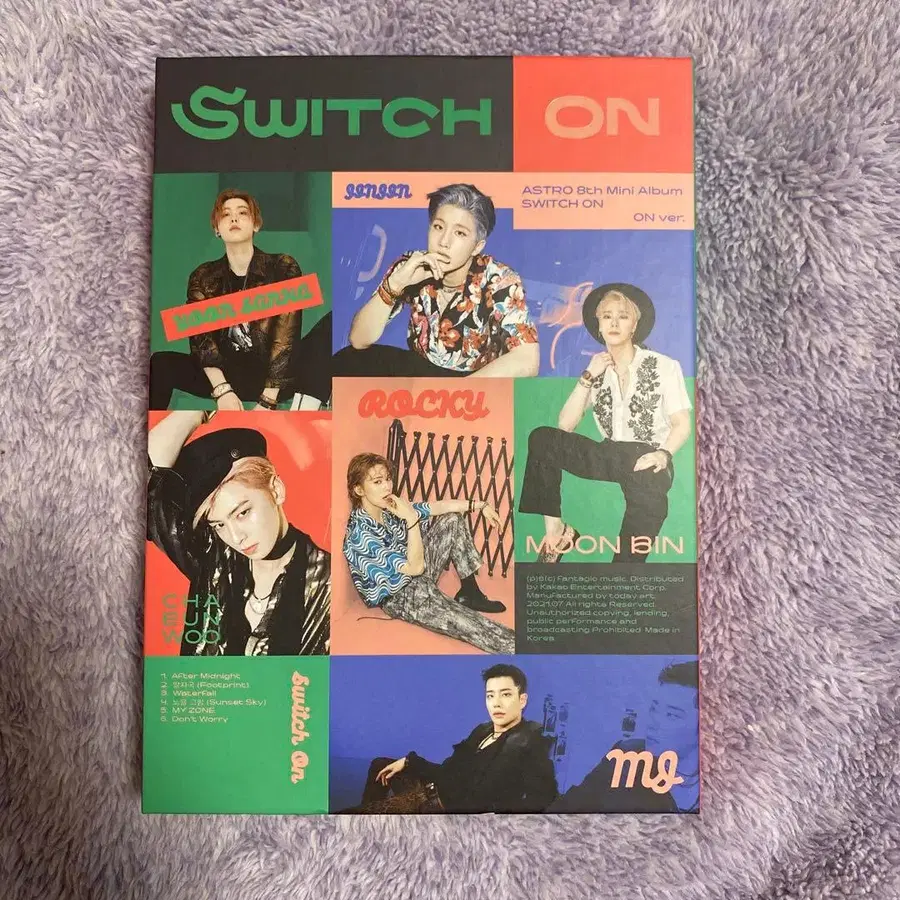 SWITCH ON
JINJIN
ASTRO 8th Mini Album
SWITCH ON
ON ver.
YOON SANHA
ROCKY
MOON BIN
CHA
EUN
WOO
(p)&(c) Fantagio music. Distributed
by Kakao Entertainment Corp.
Manufactured by today art.
2021.07 All rights Reserved.
Unauthorized copying, lending,
public performance and
broadcasting Prohibited. Made in
Korea
1. After Midnight
2. 발자국 (Footprint)
3. Waterfall
4. 노을 그림 (Sunset Sky)
5. MY ZONE
6. Don't Worry
Switch On
MJ